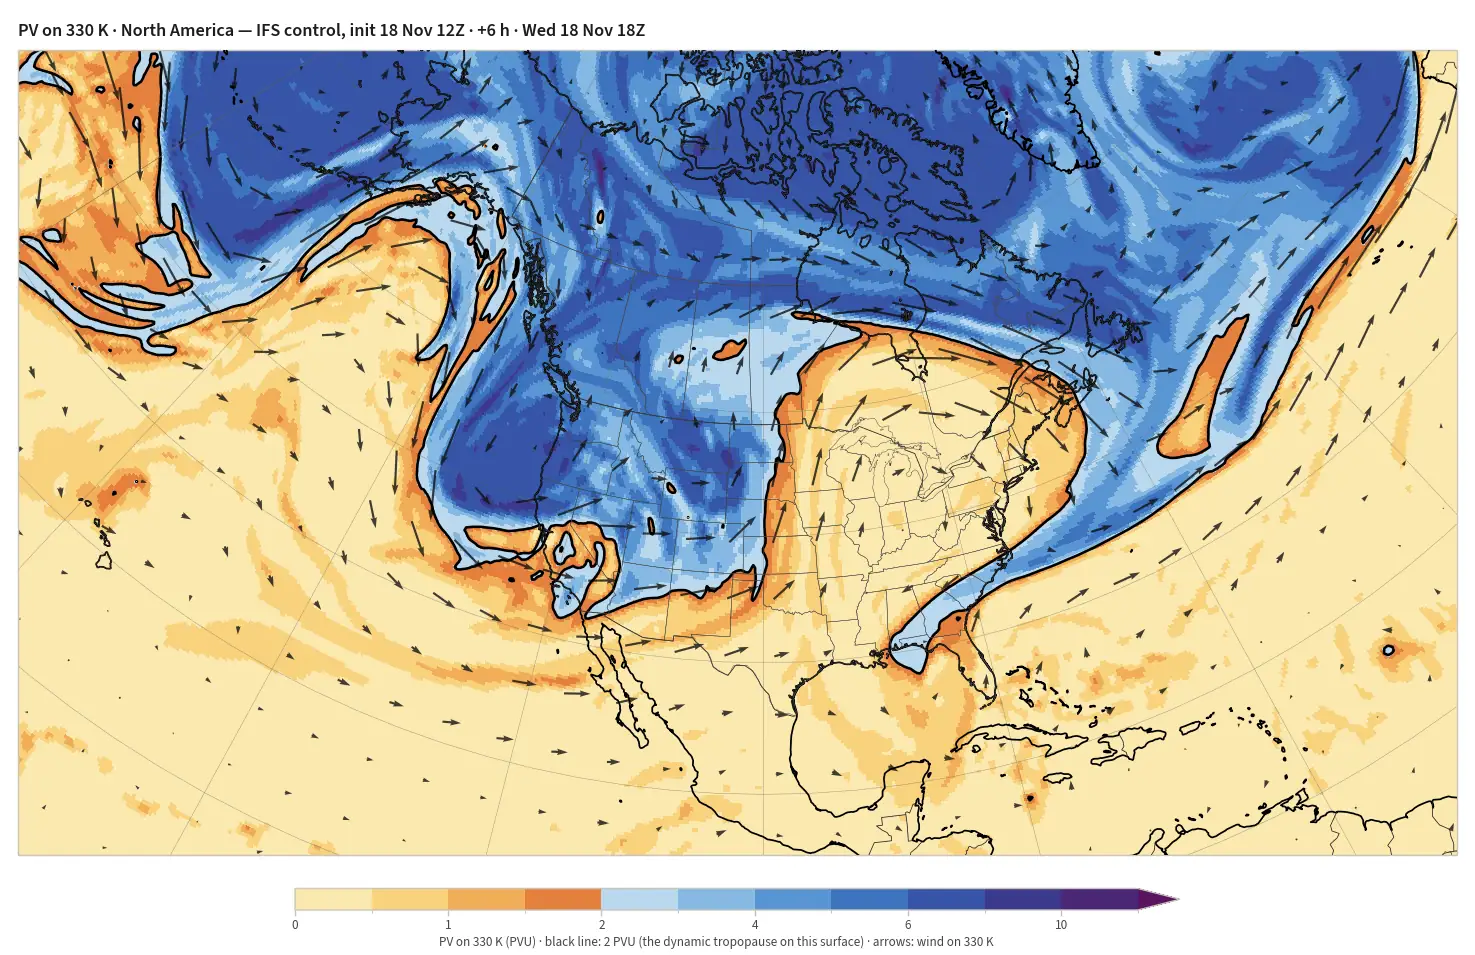 PV on 330 K · North America — IFS control, init 18 Nov 12Z · +6 h · Wed 18 Nov 18Z
0 1 2 4 6 10
PV on 330 K (PVU) · black line: 2 PVU (the dynamic tropopause on this surface) · arrows: wind on 330 K